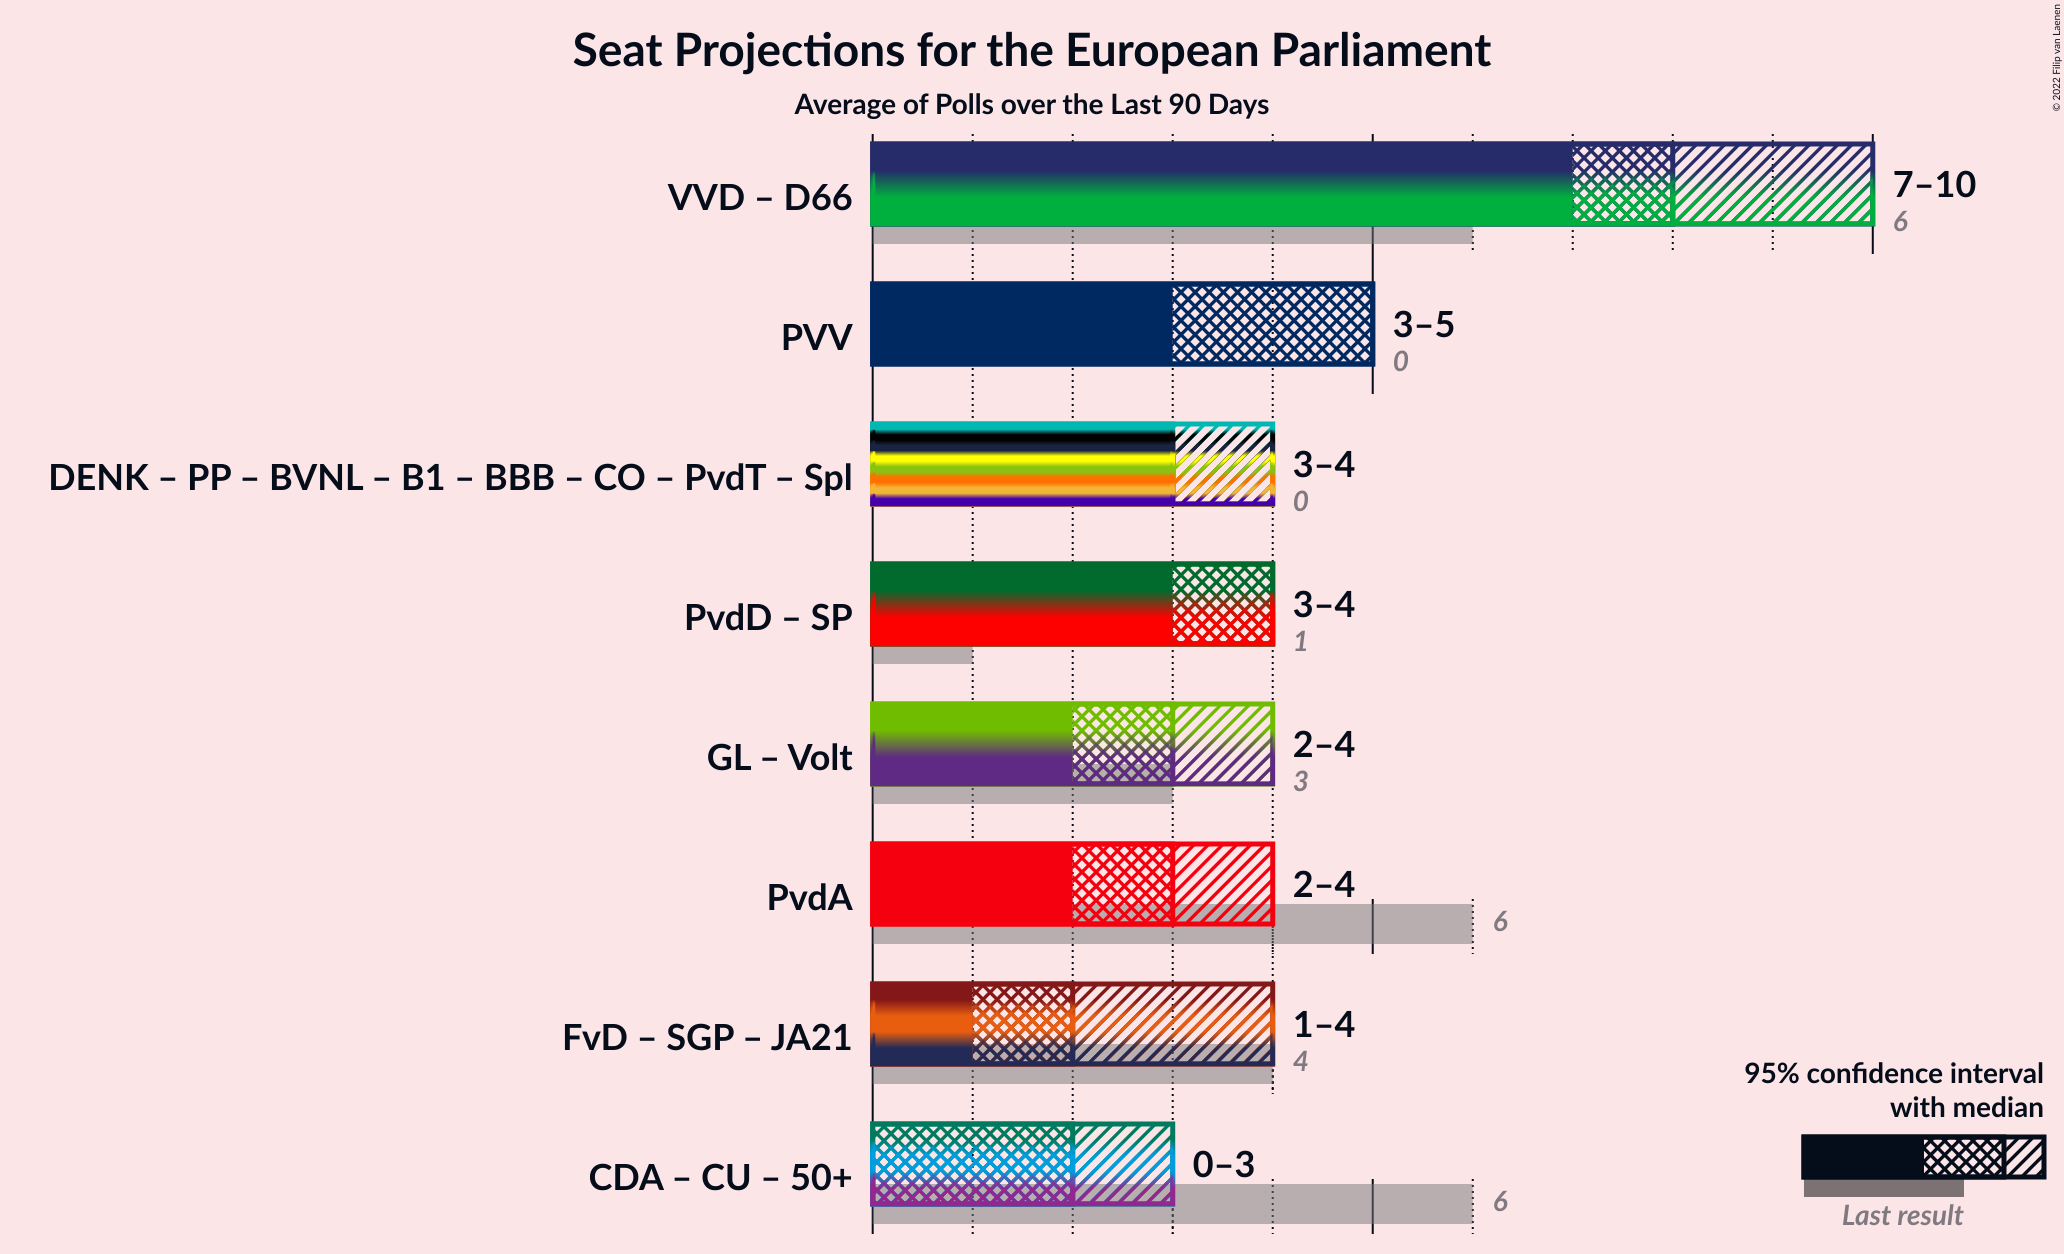 Seat Projections for the European Parliament
Average of Polls over the Last 90 Days
© 2022 Filip van Laenen
VVD – D66
7–10
6
PVV
3–5
0
DENK – PP – BVNL – B1 – BBB – CO – PvdT – Spl
3–4
0
PvdD – SP
3–4
1
GL – Volt
2–4
3
PvdA
2–4
6
FvD – SGP – JA21
1–4
4
CDA – CU – 50+
0–3
6
95% confidence interval
with median
Last result